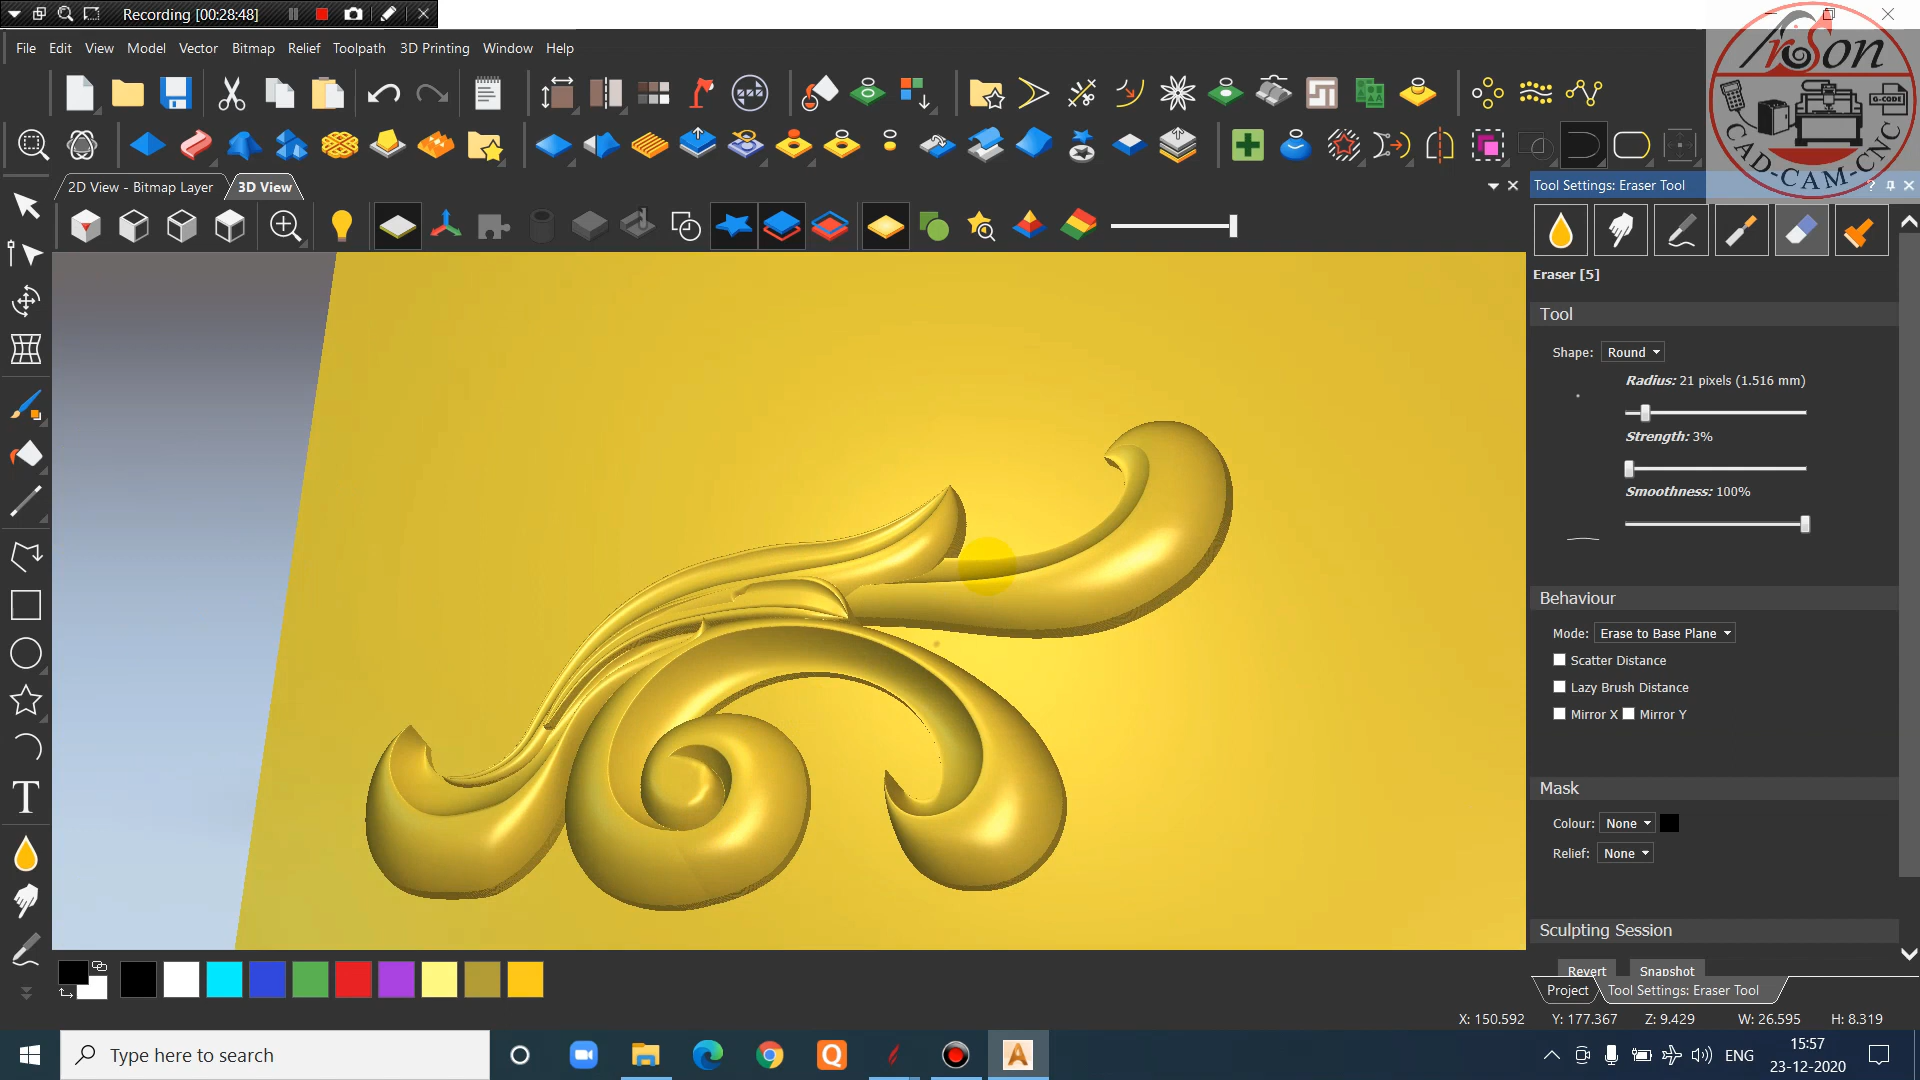 Recording [00:28:48]
File Edit View Model Vector Bitmap Relief Toolpath 3D Printing Window Help
ArSon
G-CODE
CAD-CAM-CNC
2D View - Bitmap Layer
3D View
Tool Settings: Eraser Tool
Eraser [5]
Tool
Shape: Round
Radius: 21 pixels (1.516 mm)
Strength: 3%
Smoothness: 100%
Behaviour
Mode: Erase to Base Plane
Scatter Distance
Lazy Brush Distance
Mirror X Mirror Y
Mask
Colour: None
Relief: None
Sculpting Session
Revert Snapshot
Project Tool Settings: Eraser Tool
X: 150.592 Y: 177.367 Z: 9.429 W: 26.595 H: 8.319
Type here to search
ENG
15:57
23-12-2020